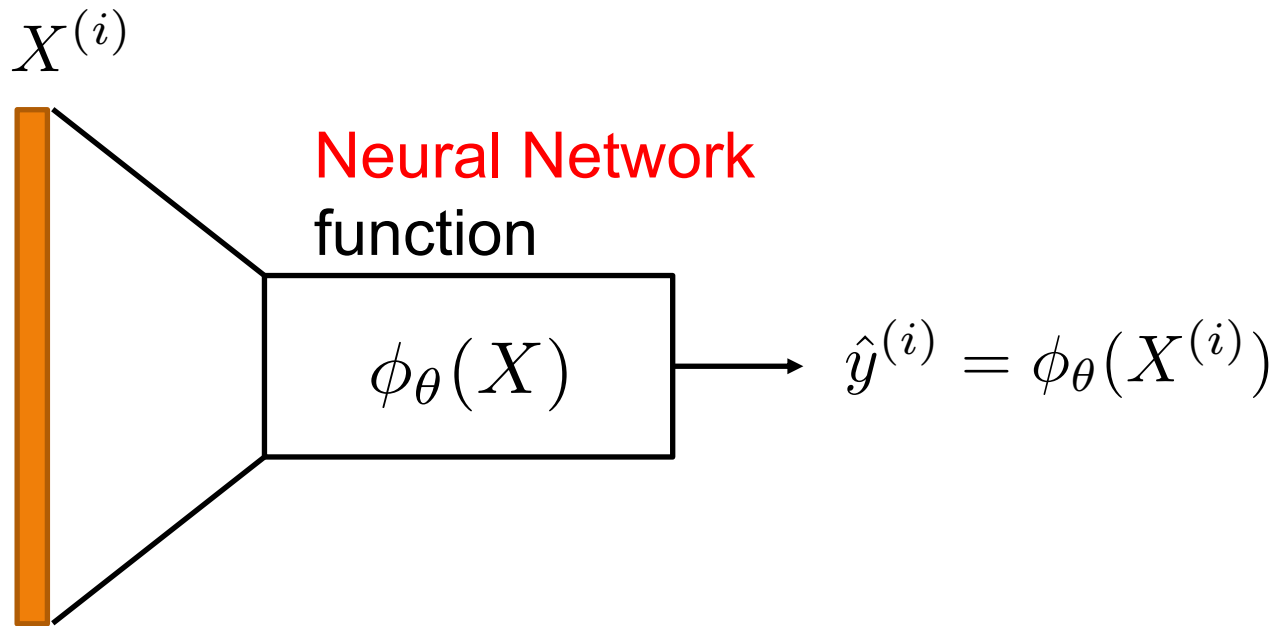 $X^{(i)}$
Neural Network
function
$\phi_\theta(X)$
$\hat{y}^{(i)} = \phi_\theta(X^{(i)})$